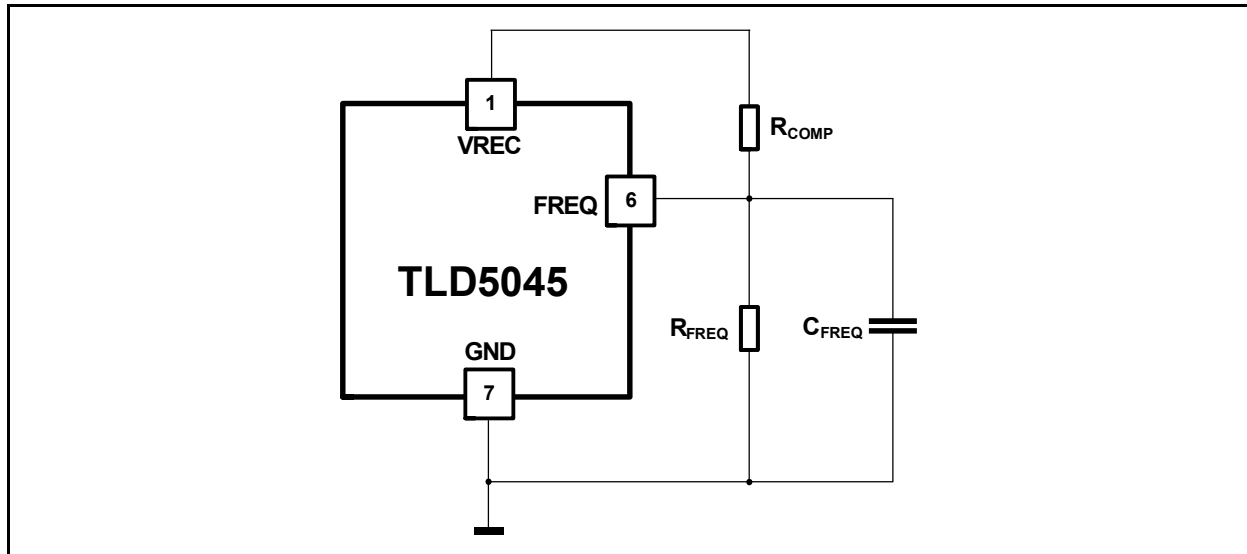 1
VREC
RCOMP
FREQ
6
TLD5045
RFREQ
CFREQ
GND
7